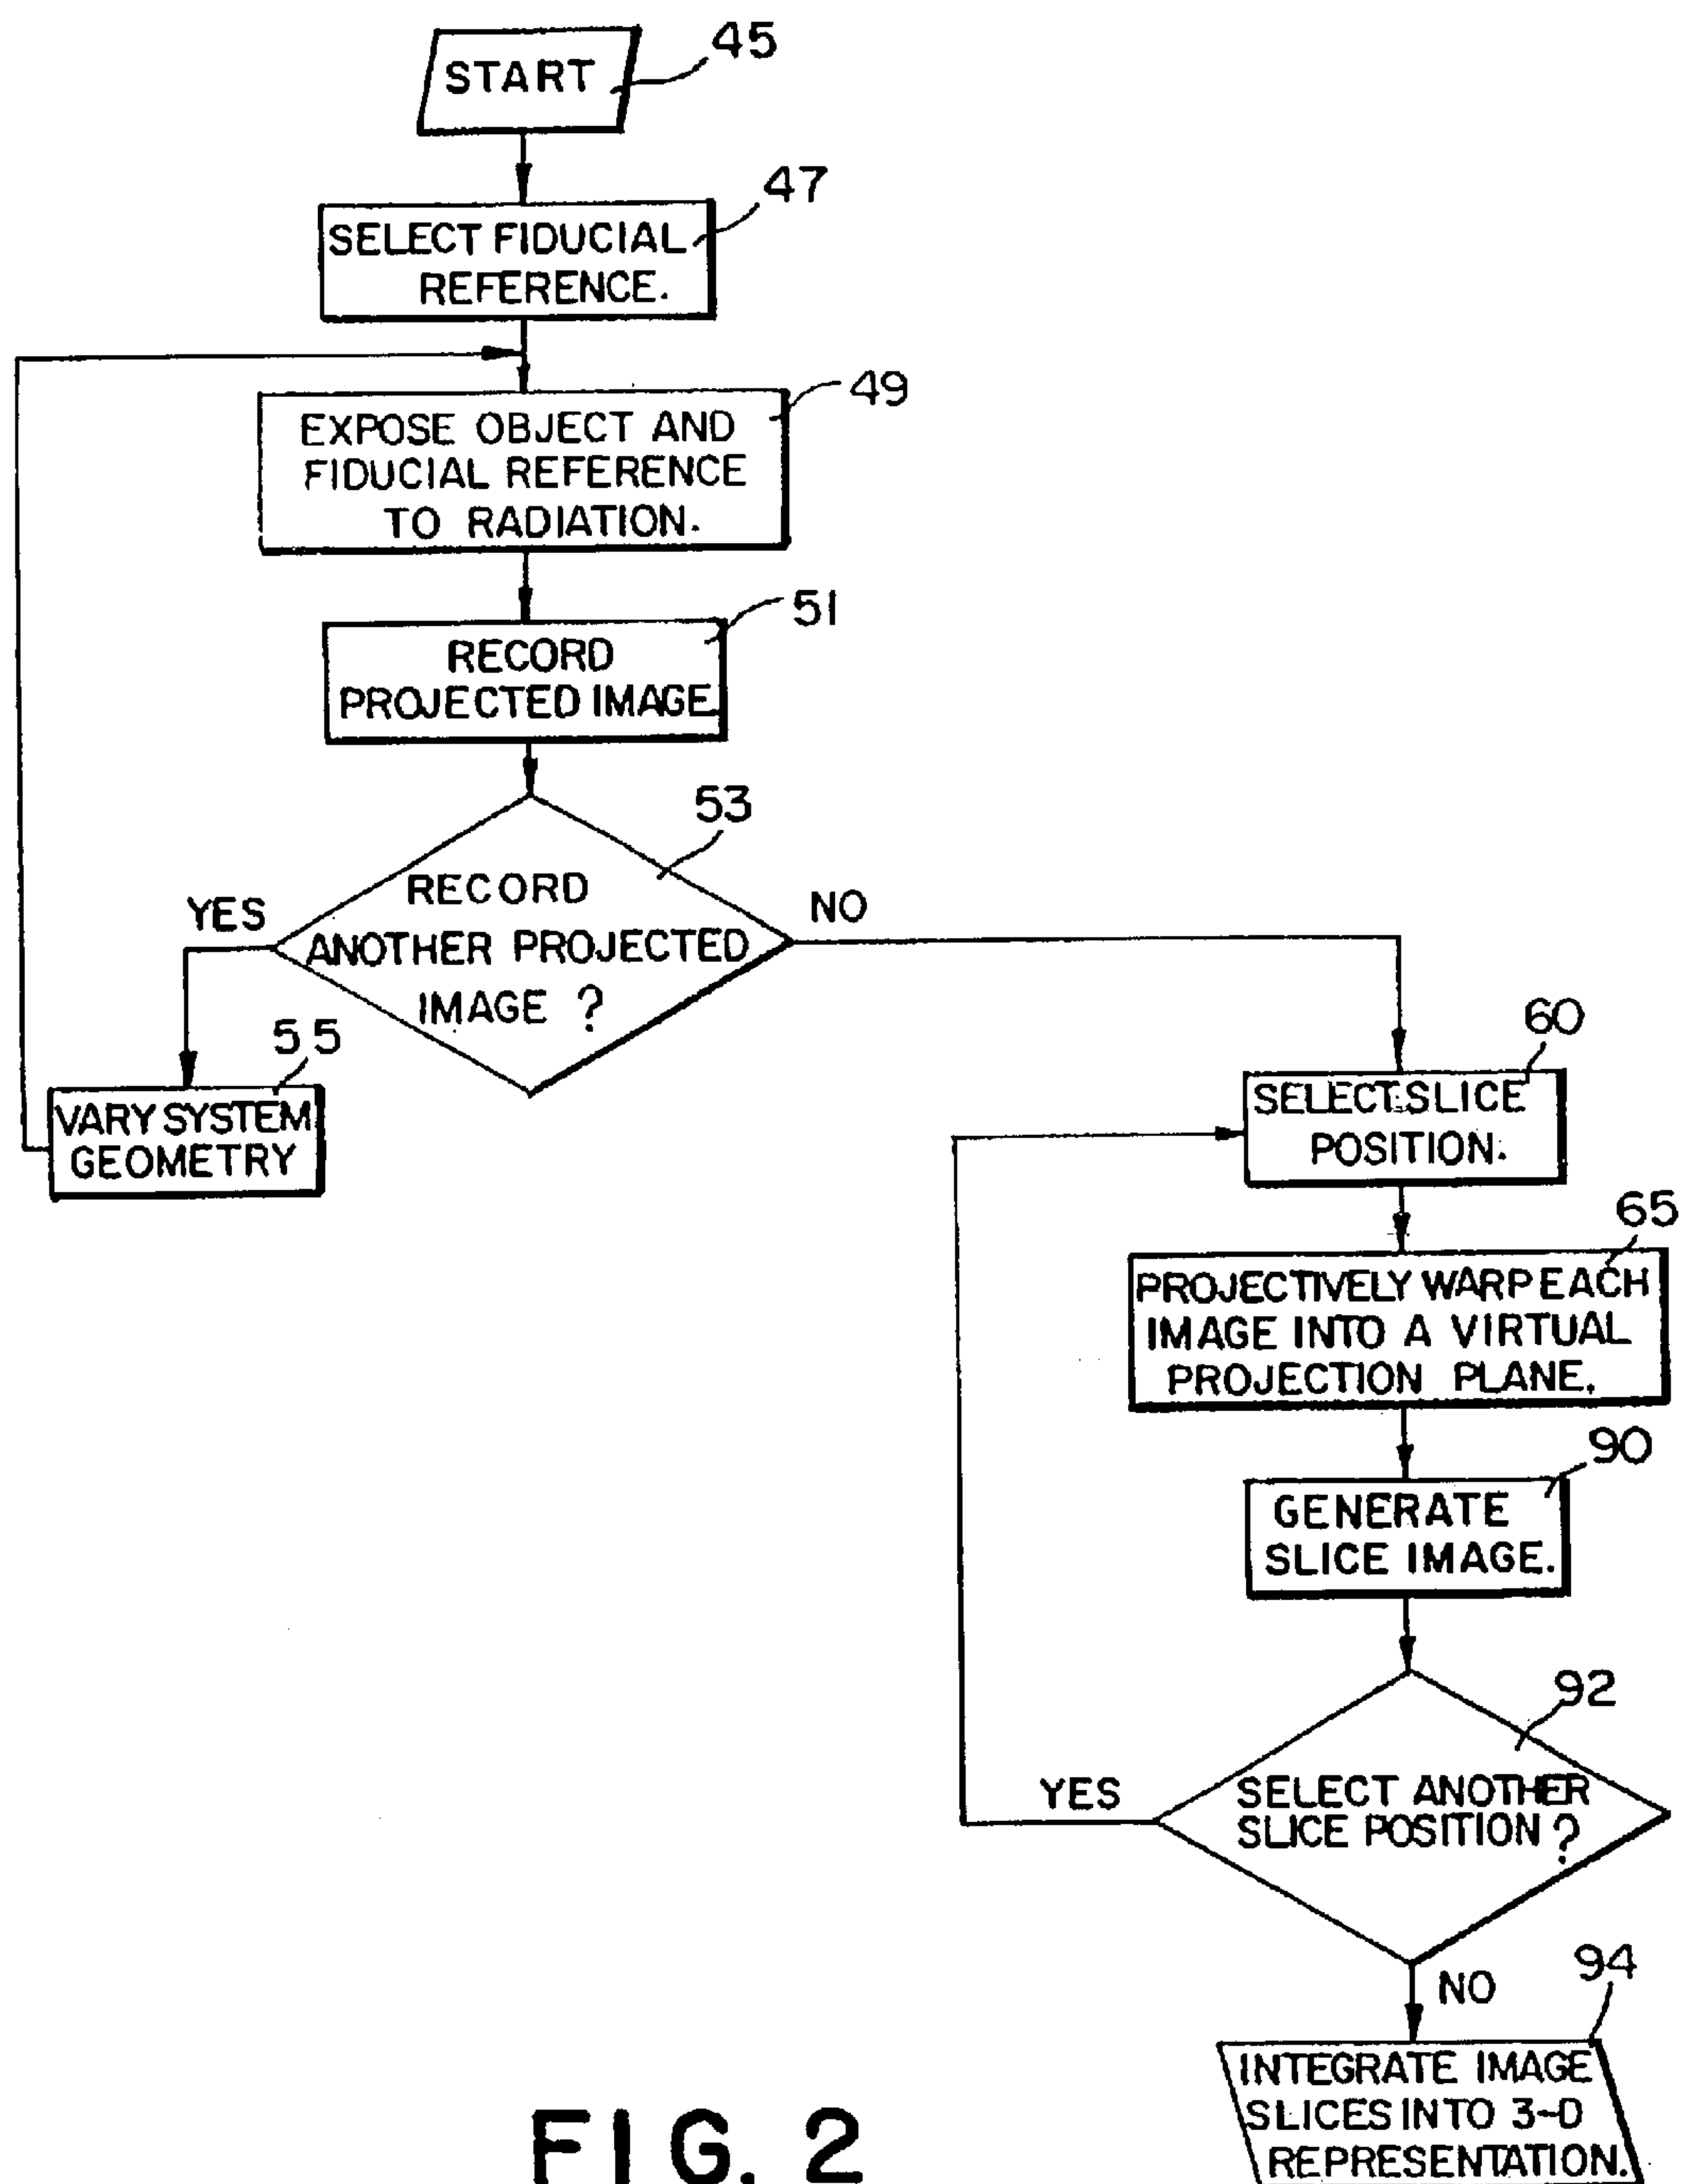 START
45
SELECT FIDUCIAL
REFERENCE.
47
EXPOSE OBJECT AND
FIDUCIAL REFERENCE
TO RADIATION.
49
RECORD
PROJECTED IMAGE.
51
RECORD
ANOTHER PROJECTED
IMAGE ?
53
YES
NO
VARY SYSTEM
GEOMETRY
55
SELECT SLICE
POSITION.
60
PROJECTIVELY WARP EACH
IMAGE INTO A VIRTUAL
PROJECTION PLANE.
65
GENERATE
SLICE IMAGE.
90
SELECT ANOTHER
SLICE POSITION ?
92
YES
NO
INTEGRATE IMAGE
SLICES INTO 3-D
REPRESENTATION.
94
FIG. 2